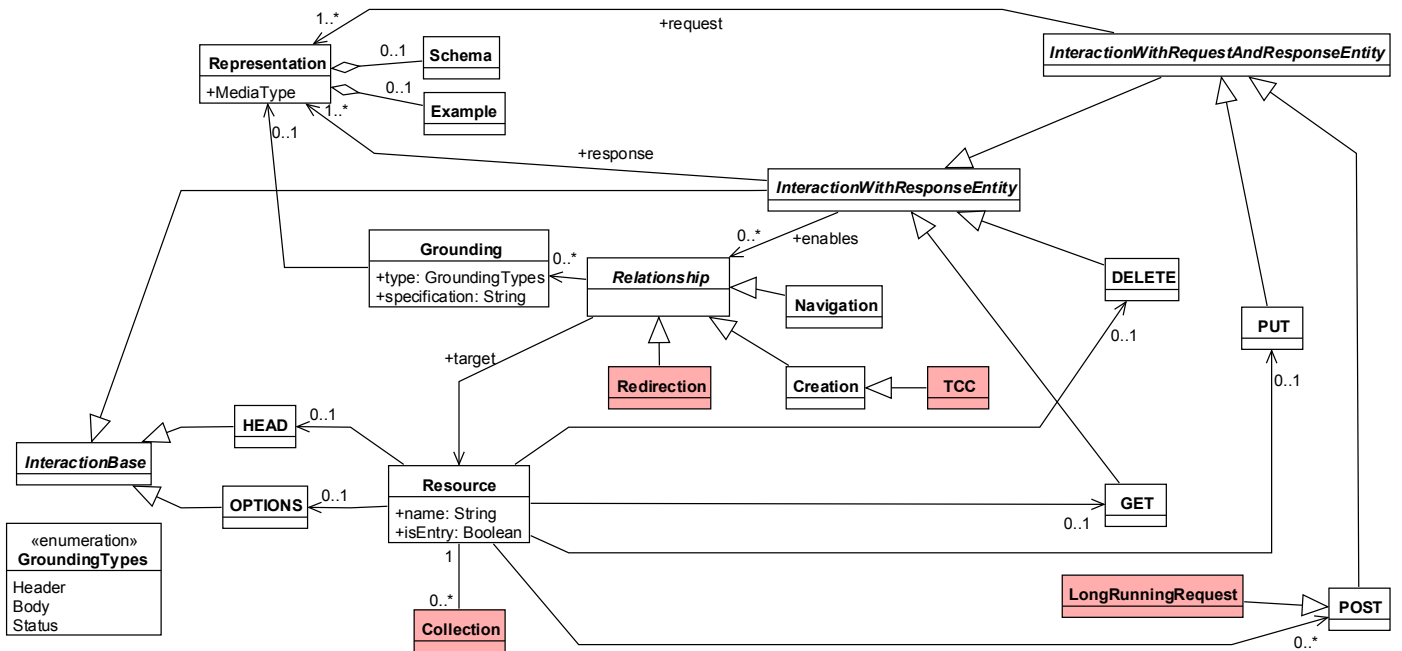 1..*
+request
Representation
+MediaType
0..1
Schema
0..1
Example
1..*
0..1
InteractionWithRequestAndResponseEntity
+response
InteractionWithResponseEntity
0..*
+enables
Grounding
+type: GroundingTypes
+specification: String
0..*
Relationship
Navigation
DELETE
0..1
PUT
0..1
+target
Redirection
Creation
TCC
HEAD
0..1
InteractionBase
OPTIONS
0..1
Resource
+name: String
+isEntry: Boolean
GET
0..1
«enumeration»
GroundingTypes
Header
Body
Status
1
0..*
Collection
LongRunningRequest
POST
0..*